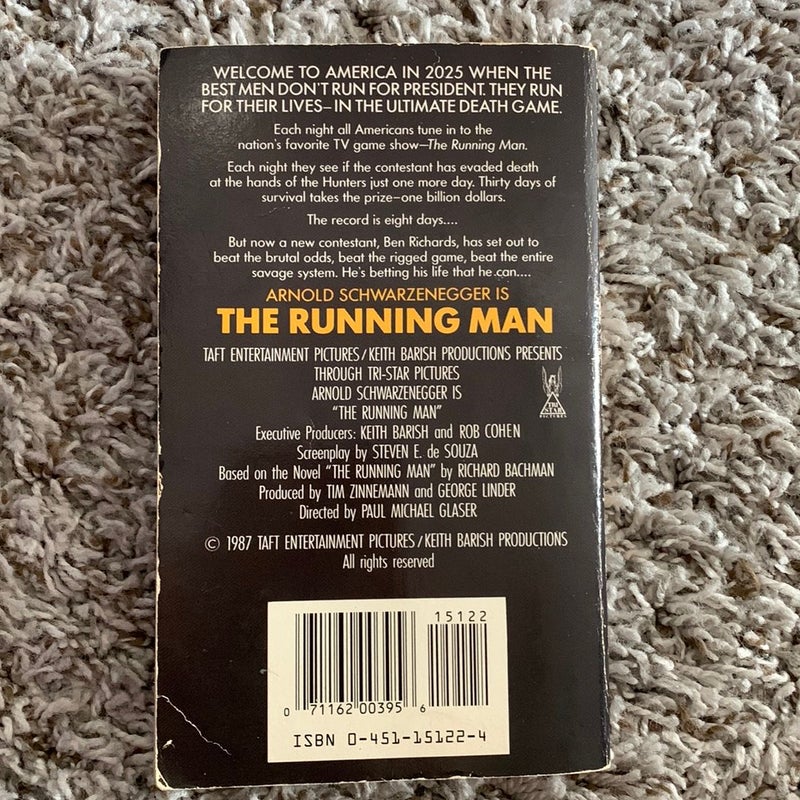 WELCOME TO AMERICA IN 2025 WHEN THE
BEST MEN DON'T RUN FOR PRESIDENT. THEY RUN
FOR THEIR LIVES–IN THE ULTIMATE DEATH GAME.
Each night all Americans tune in to the
nation's favorite TV game show—The Running Man.
Each night they see if the contestant has evaded death
at the hands of the Hunters just one more day. Thirty days of
survival takes the prize–one billion dollars.
The record is eight days....
But now a new contestant, Ben Richards, has set out to
beat the brutal odds, beat the rigged game, beat the entire
savage system. He's betting his life that he can....
ARNOLD SCHWARZENEGGER IS
THE RUNNING MAN
TAFT ENTERTAINMENT PICTURES/KEITH BARISH PRODUCTIONS PRESENTS
THROUGH TRI-STAR PICTURES
ARNOLD SCHWARZENEGGER IS
"THE RUNNING MAN"
TRI
STAR
PICTURES
Executive Producers: KEITH BARISH and ROB COHEN
Screenplay by STEVEN E. de SOUZA
Based on the Novel "THE RUNNING MAN" by RICHARD BACHMAN
Produced by TIM ZINNEMANN and GEORGE LINDER
Directed by PAUL MICHAEL GLASER
© 1987 TAFT ENTERTAINMENT PICTURES/KEITH BARISH PRODUCTIONS
All rights reserved
15122
0 71162 00395 6
ISBN 0-451-15122-4